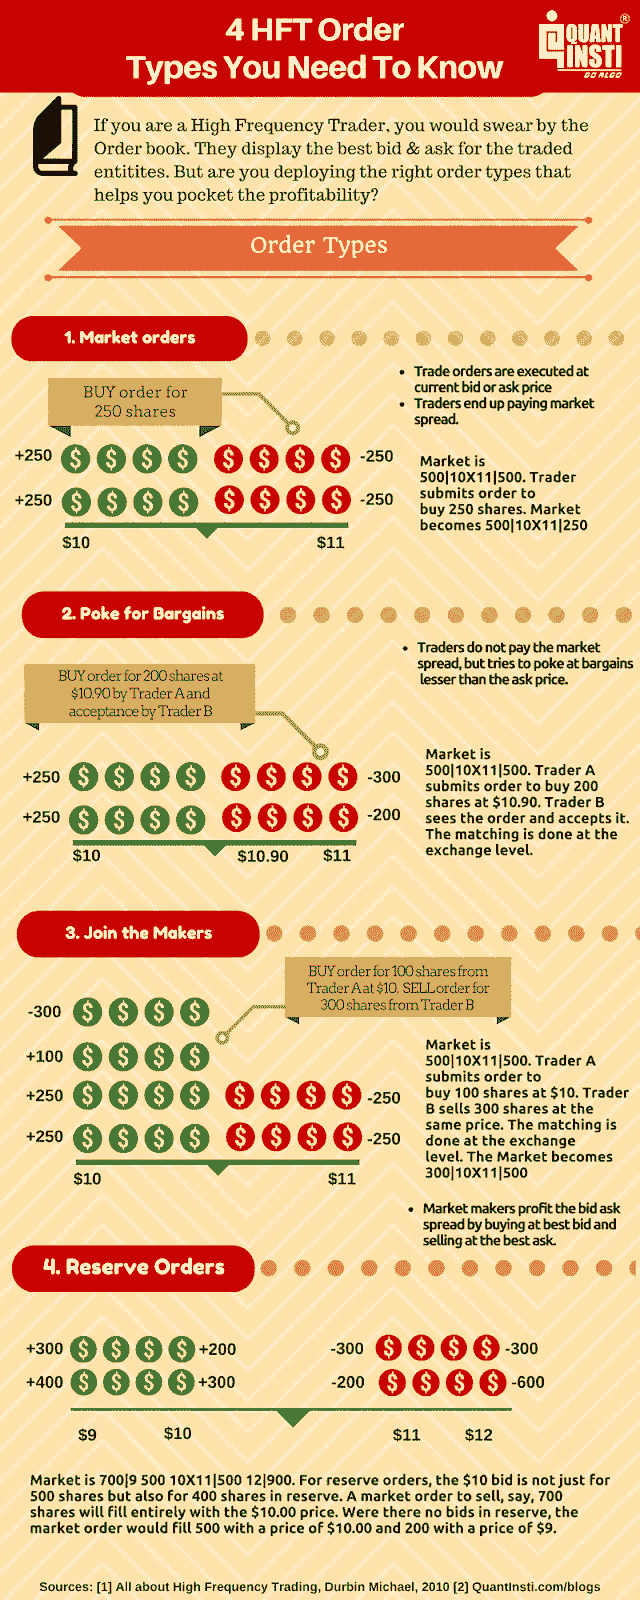 4 HFT Order
Types You Need To Know
QUANT
INSTI
GO ALGO
®
If you are a High Frequency Trader, you would swear by the
Order book. They display the best bid & ask for the traded
entitites. But are you deploying the right order types that
helps you pocket the profitability?
Order Types
1. Market orders
• Trade orders are executed at
current bid or ask price
• Traders end up paying market
spread.
BUY order for
250 shares
+250 $ $ $ $ $ $ $ $ -250
+250 $ $ $ $ $ $ $ $ -250
$10 $11
Market is
500|10X11|500. Trader
submits order to
buy 250 shares. Market
becomes 500|10X11|250
2. Poke for Bargains
• Traders do not pay the market
spread, but tries to poke at bargains
lesser than the ask price.
BUY order for 200 shares at
$10.90 by Trader A and
acceptance by Trader B
+250 $ $ $ $ $ $ $ $ -300
+250 $ $ $ $ $ $ $ $ -200
$10 $10.90 $11
Market is
500|10X11|500. Trader A
submits order to buy 200
shares at $10.90. Trader B
sees the order and accepts it.
The matching is done at the
exchange level.
3. Join the Makers
BUY order for 100 shares from
Trader A at $10. SELL order for
300 shares from Trader B
-300 $ $ $ $
+100 $ $ $ $
+250 $ $ $ $ $ $ $ $ -250
+250 $ $ $ $ $ $ $ $ -250
$10 $11
Market is
500|10X11|500. Trader A
submits order to
buy 100 shares at $10. Trader
B sells 300 shares at the
same price. The matching is
done at the exchange
level. The Market becomes
300|10X11|500
• Market makers profit the bid ask
spread by buying at best bid and
selling at the best ask.
4. Reserve Orders
+300 $ $ $ $ +200 -300 $ $ $ $ -300
+400 $ $ $ $ +300 -200 $ $ $ $ -600
$9 $10 $11 $12
Market is 700|9 500 10X11|500 12|900. For reserve orders, the $10 bid is not just for
500 shares but also for 400 shares in reserve. A market order to sell, say, 700
shares will fill entirely with the $10.00 price. Were there no bids in reserve, the
market order would fill 500 with a price of $10.00 and 200 with a price of $9.
Sources: [1] All about High Frequency Trading, Durbin Michael, 2010 [2] QuantInsti.com/blogs